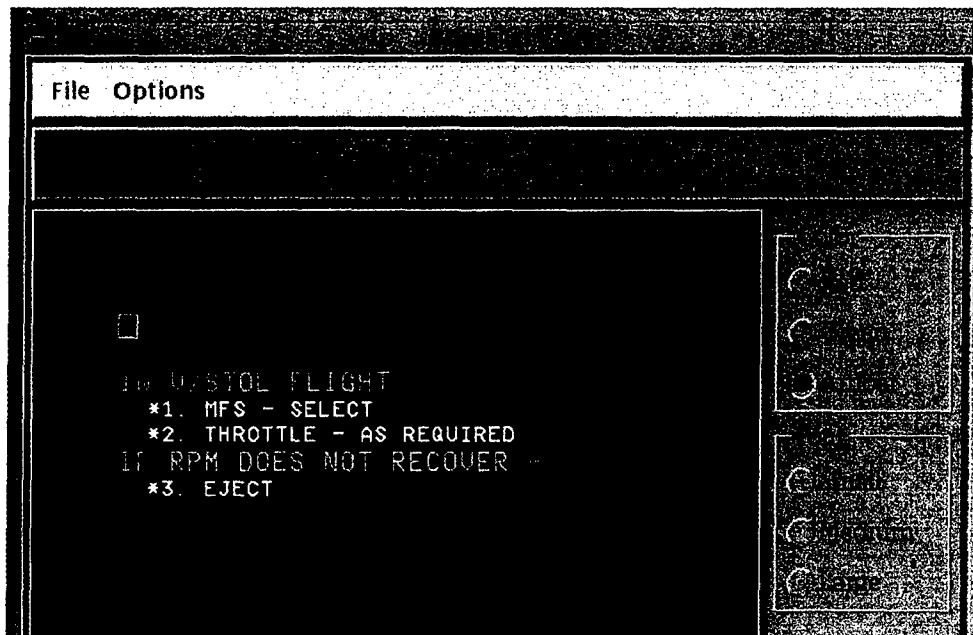 File Options
IN V/STOL FLIGHT
*1. MFS - SELECT
*2. THROTTLE - AS REQUIRED
IF RPM DOES NOT RECOVER -
*3. EJECT
Large